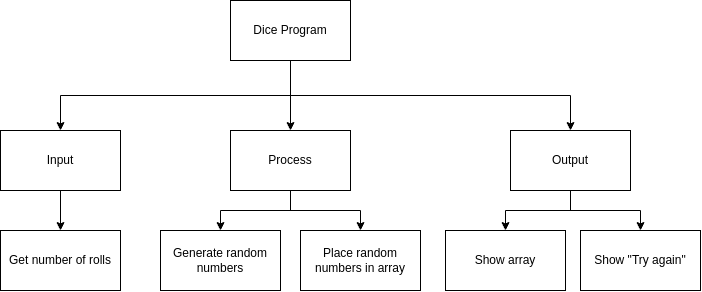 Dice Program
Input
Process
Output
Get number of rolls
Generate random
numbers
Place random
numbers in array
Show array
Show "Try again"